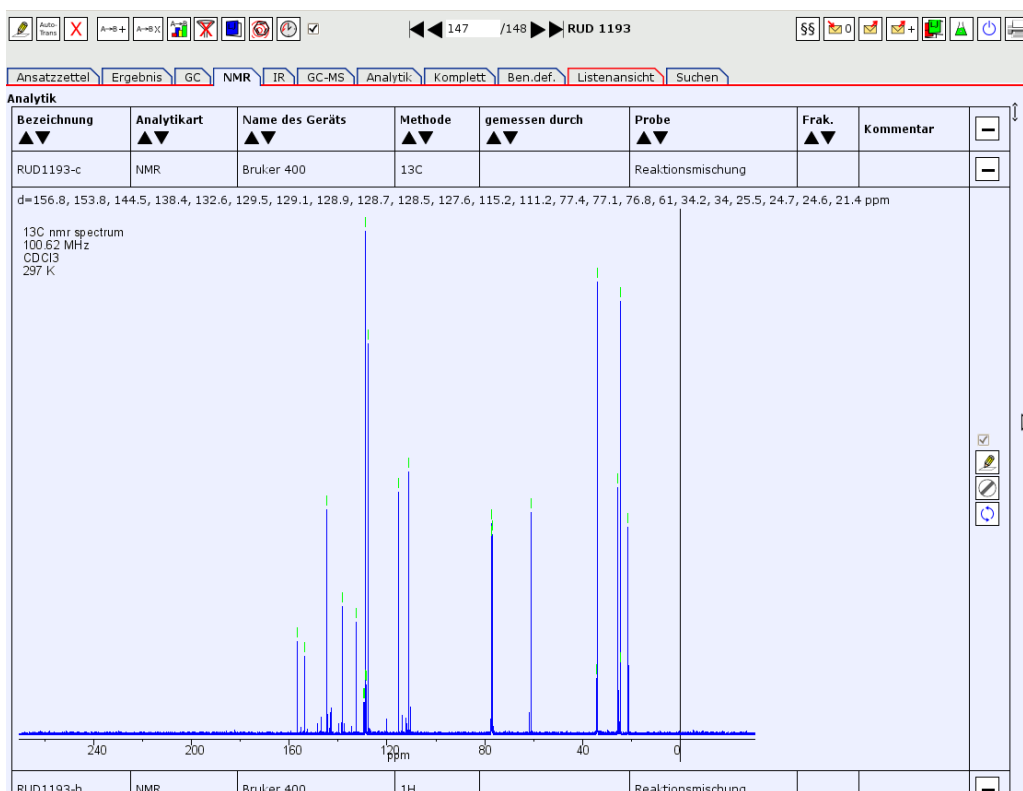 Auto- Trans X A→B+ A→BX A→B 147 /148 RUD 1193 §§ 0 +
Ansatzzettel Ergebnis GC NMR IR GC-MS Analytik Komplett Ben.def. Listenansicht Suchen
Analytik
Bezeichnung Analytikart Name des Geräts Methode gemessen durch Probe Frak. Kommentar
RUD1193-c NMR Bruker 400 13C Reaktionsmischung
d=156.8, 153.8, 144.5, 138.4, 132.6, 129.5, 129.1, 128.9, 128.7, 128.5, 127.6, 115.2, 111.2, 77.4, 77.1, 76.8, 61, 34.2, 34, 25.5, 24.7, 24.6, 21.4 ppm
13C nmr spectrum
100.62 MHz
CDCl3
297 K
240 200 160 120 80 40 0
ppm
RUD1193-h NMR Bruker 400 1H Reaktionsmischung